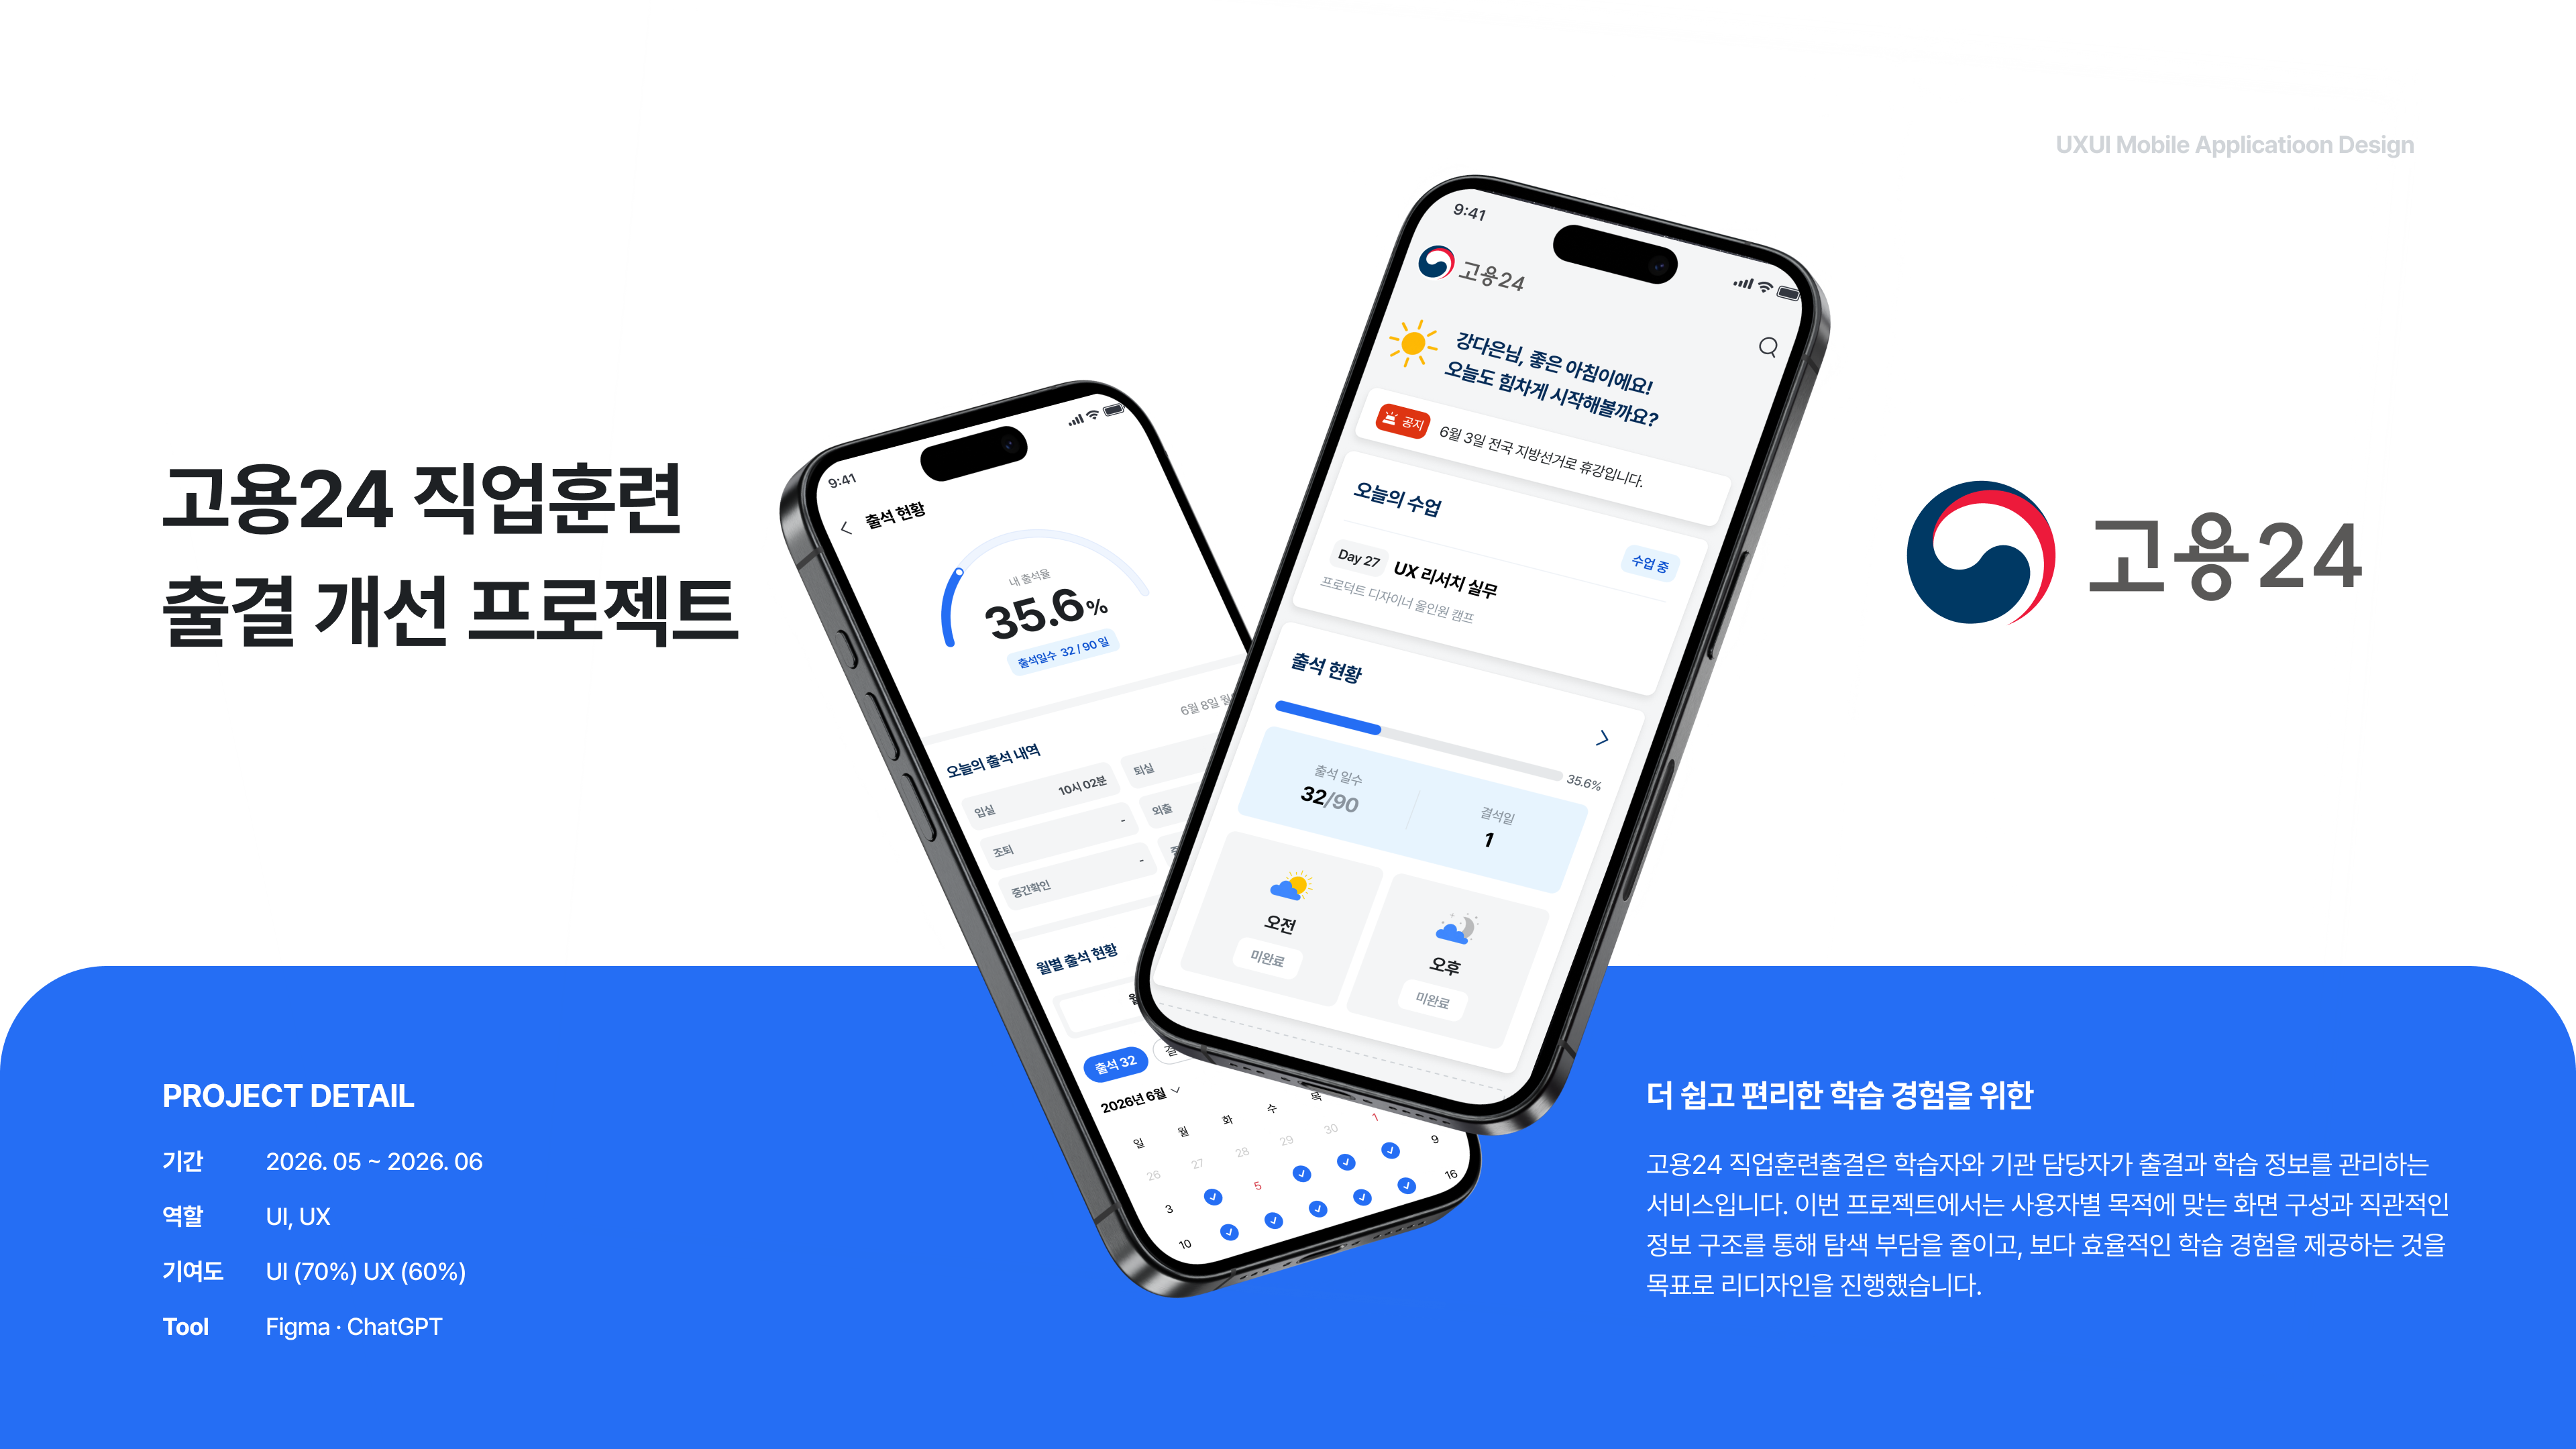 UXUI Mobile Applicatioon Design
고용24 직업훈련
출결 개선 프로젝트
9:41
출석 현황
내 출석율
35.6%
출석일수 32 / 90 일
6월 8일
오늘의 출석 내역
입실 10시 02분
퇴실
조퇴 -
외출
중간확인 -
월별 출석 현황
출석 32
2026년 6월
일 월 화 수 목
26 27 28 29 30 1
3 5 9
10 16
9:41
고용24
강다은님, 좋은 아침이에요!
오늘도 힘차게 시작해볼까요?
공지 6월 3일 전국 지방선거로 휴강입니다.
오늘의 수업
수업 중
Day 27 UX 리서치 실무
프로덕트 디자이너 올인원 캠프
출석 현황
35.6%
출석 일수
32/90
결석일
1
오전
미완료
오후
미완료
고용24
PROJECT DETAIL
기간 2026. 05 ~ 2026. 06
역할 UI, UX
기여도 UI (70%) UX (60%)
Tool Figma · ChatGPT
더 쉽고 편리한 학습 경험을 위한
고용24 직업훈련출결은 학습자와 기관 담당자가 출결과 학습 정보를 관리하는
서비스입니다. 이번 프로젝트에서는 사용자별 목적에 맞는 화면 구성과 직관적인
정보 구조를 통해 탐색 부담을 줄이고, 보다 효율적인 학습 경험을 제공하는 것을
목표로 리디자인을 진행했습니다.